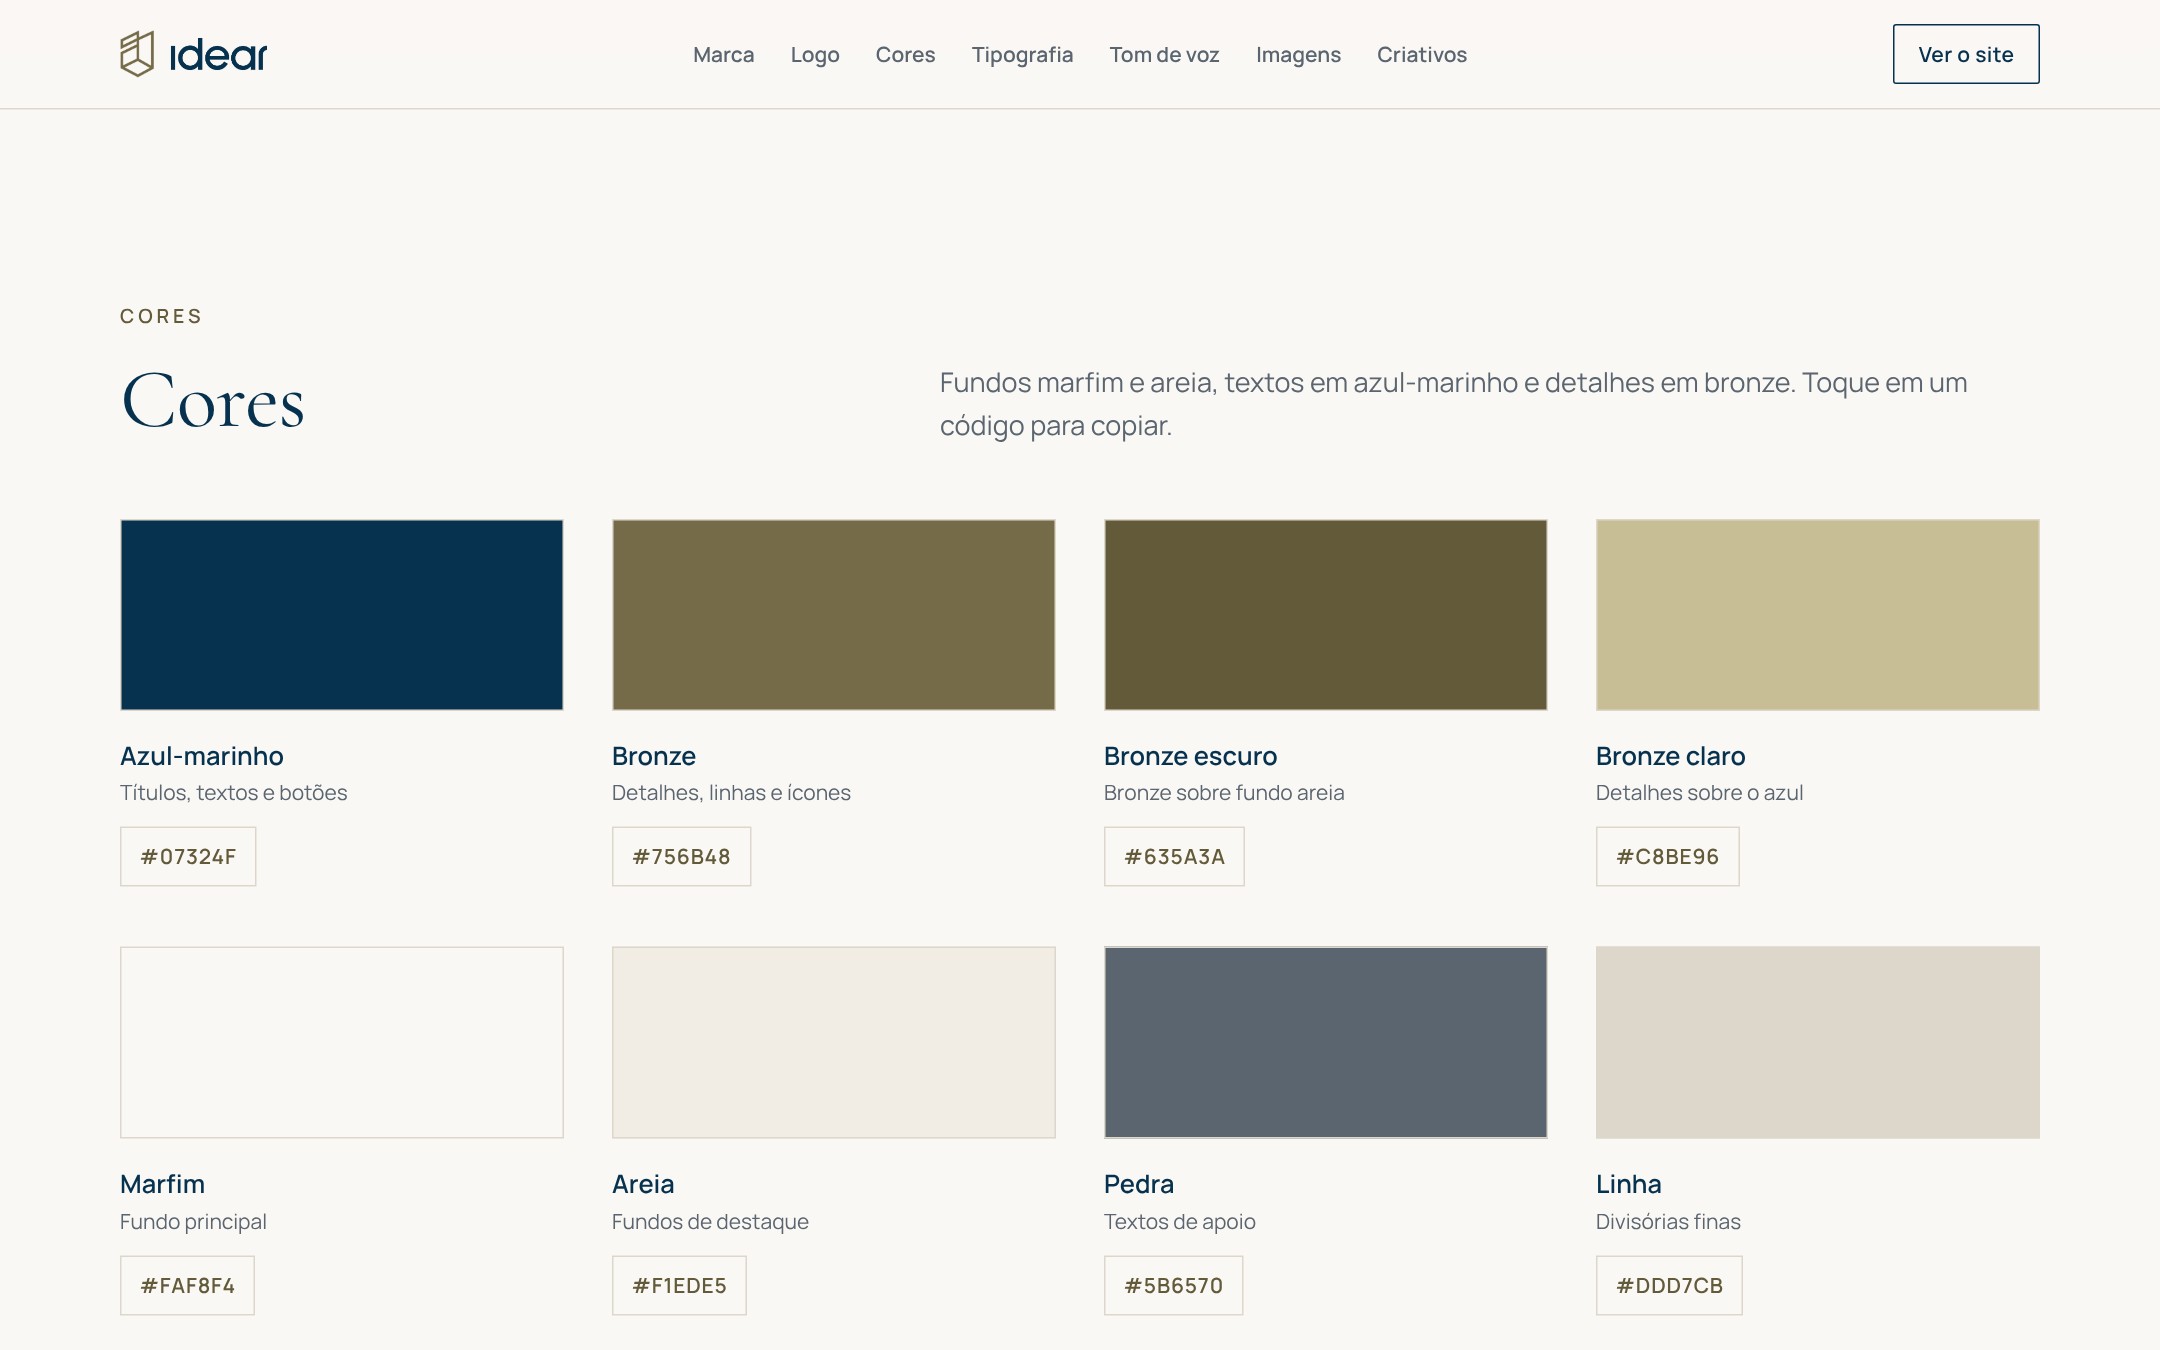 idear
Marca Logo Cores Tipografia Tom de voz Imagens Criativos
Ver o site
CORES
Cores
Fundos marfim e areia, textos em azul-marinho e detalhes em bronze. Toque em um
código para copiar.
Azul-marinho
Títulos, textos e botões
#07324F
Bronze
Detalhes, linhas e ícones
#756B48
Bronze escuro
Bronze sobre fundo areia
#635A3A
Bronze claro
Detalhes sobre o azul
#C8BE96
Marfim
Fundo principal
#FAF8F4
Areia
Fundos de destaque
#F1EDE5
Pedra
Textos de apoio
#5B6570
Linha
Divisórias finas
#DDD7CB